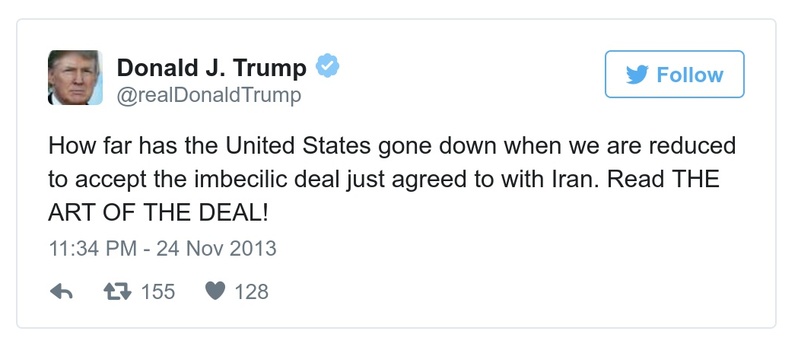 Donald J. Trump
Follow
@realDonaldTrump
How far has the United States gone down when we are reduced
to accept the imbecilic deal just agreed to with Iran. Read THE
ART OF THE DEAL!
11:34 PM - 24 Nov 2013
155 128